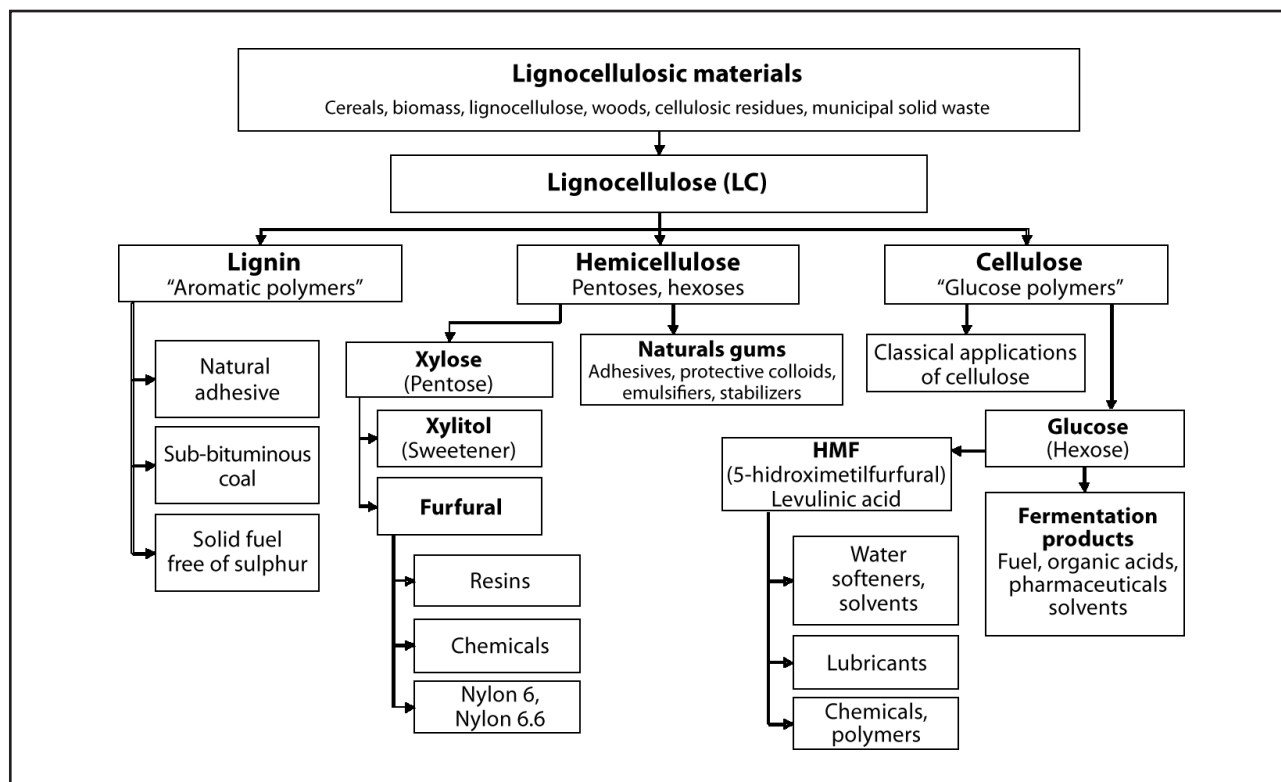 Lignocellulosic materials
Cereals, biomass, lignocellulose, woods, cellulosic residues, municipal solid waste
Lignocellulose (LC)
Lignin
“Aromatic polymers”
Hemicellulose
Pentoses, hexoses
Cellulose
“Glucose polymers”
Natural
adhesive
Sub-bituminous
coal
Solid fuel
free of sulphur
Xylose
(Pentose)
Xylitol
(Sweetener)
Furfural
Resins
Chemicals
Nylon 6,
Nylon 6.6
Naturals gums
Adhesives, protective colloids,
emulsifiers, stabilizers
Classical applications
of cellulose
Glucose
(Hexose)
HMF
(5-hidroximetilfurfural)
Levulinic acid
Water
softeners,
solvents
Lubricants
Chemicals,
polymers
Fermentation
products
Fuel, organic acids,
pharmaceuticals
solvents